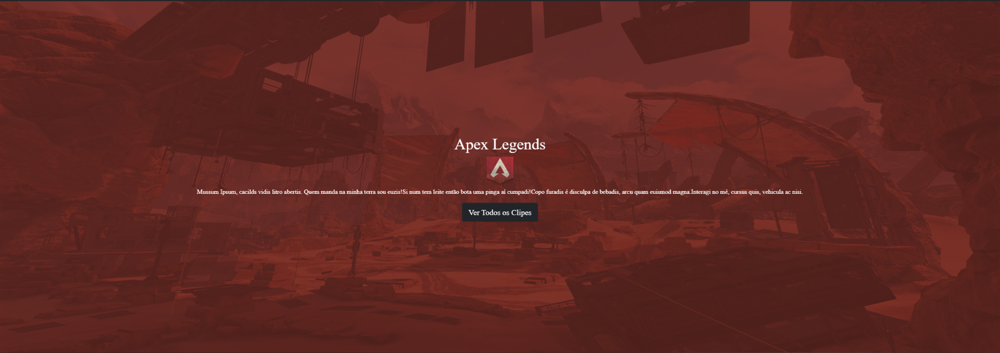 Apex Legends
Mussum Ipsum, cacilds vidis litro abertis. Quem manda na minha terra sou euzis!Si num tem leite então bota uma pinga aí cumpadi!Copo furadis é disculpa de bebadis, arcu quam euismod magna.Interagi no mé, cursus quis, vehicula ac nisi.
Ver Todos os Clipes